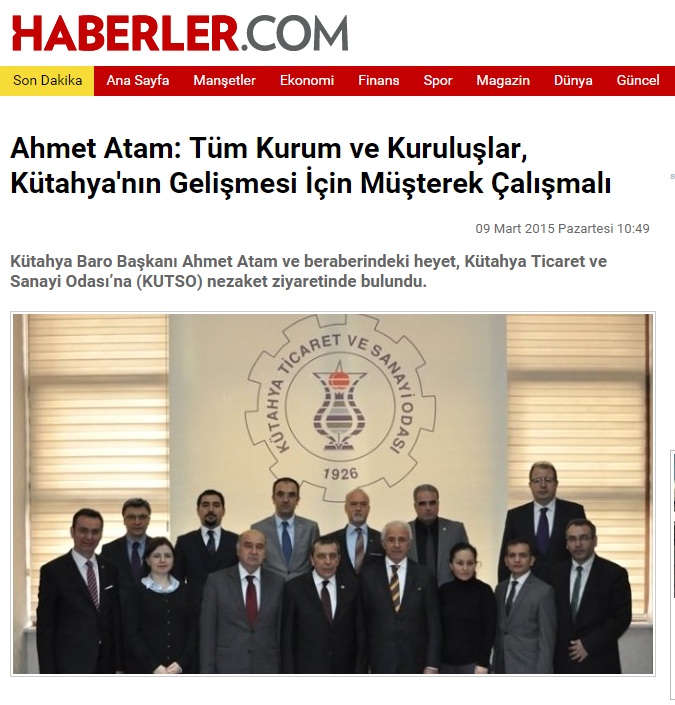 HABERLER.COM
Son Dakika Ana Sayfa Manşetler Ekonomi Finans Spor Magazin Dünya Güncel
Ahmet Atam: Tüm Kurum ve Kuruluşlar,
Kütahya'nın Gelişmesi İçin Müşterek Çalışmalı
09 Mart 2015 Pazartesi 10:49
Kütahya Baro Başkanı Ahmet Atam ve beraberindeki heyet, Kütahya Ticaret ve
Sanayi Odası’na (KUTSO) nezaket ziyaretinde bulundu.
KÜTAHYA TİCARET VE SANAYİ ODASI
1926